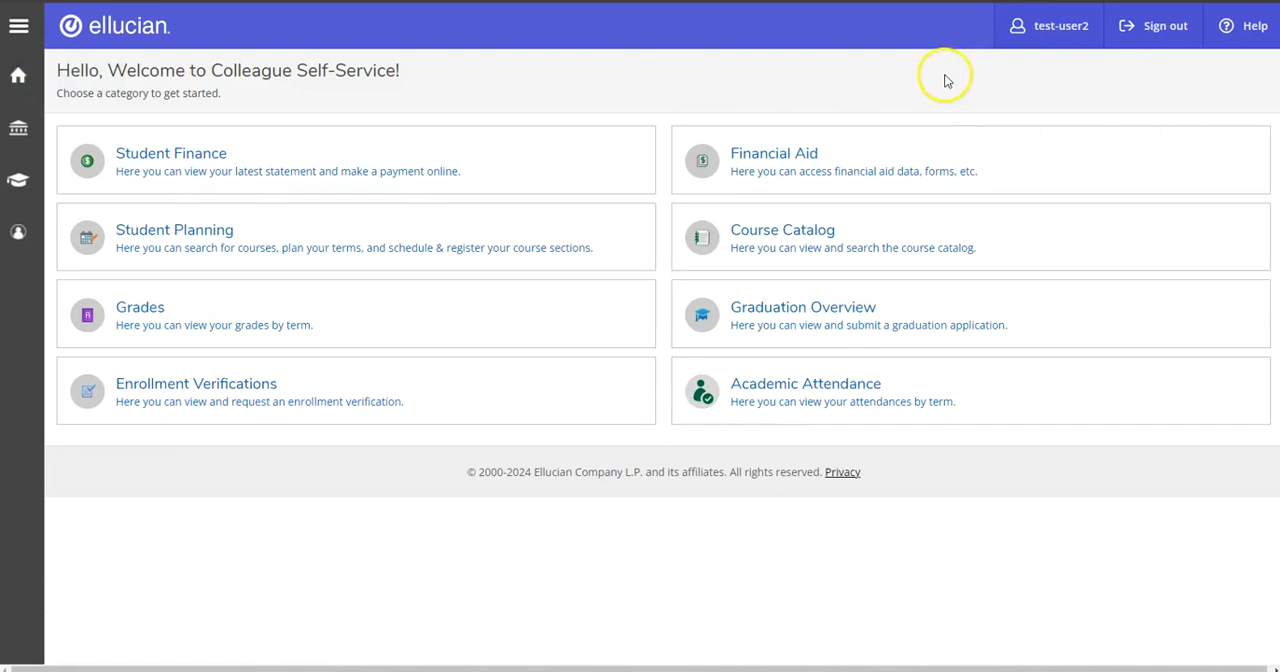 ellucian.
test-user2
Sign out
Help
Hello, Welcome to Colleague Self-Service!
Choose a category to get started.
Student Finance
Here you can view your latest statement and make a payment online.
Financial Aid
Here you can access financial aid data, forms, etc.
Student Planning
Here you can search for courses, plan your terms, and schedule & register your course sections.
Course Catalog
Here you can view and search the course catalog.
Grades
Here you can view your grades by term.
Graduation Overview
Here you can view and submit a graduation application.
Enrollment Verifications
Here you can view and request an enrollment verification.
Academic Attendance
Here you can view your attendances by term.
© 2000-2024 Ellucian Company L.P. and its affiliates. All rights reserved. Privacy